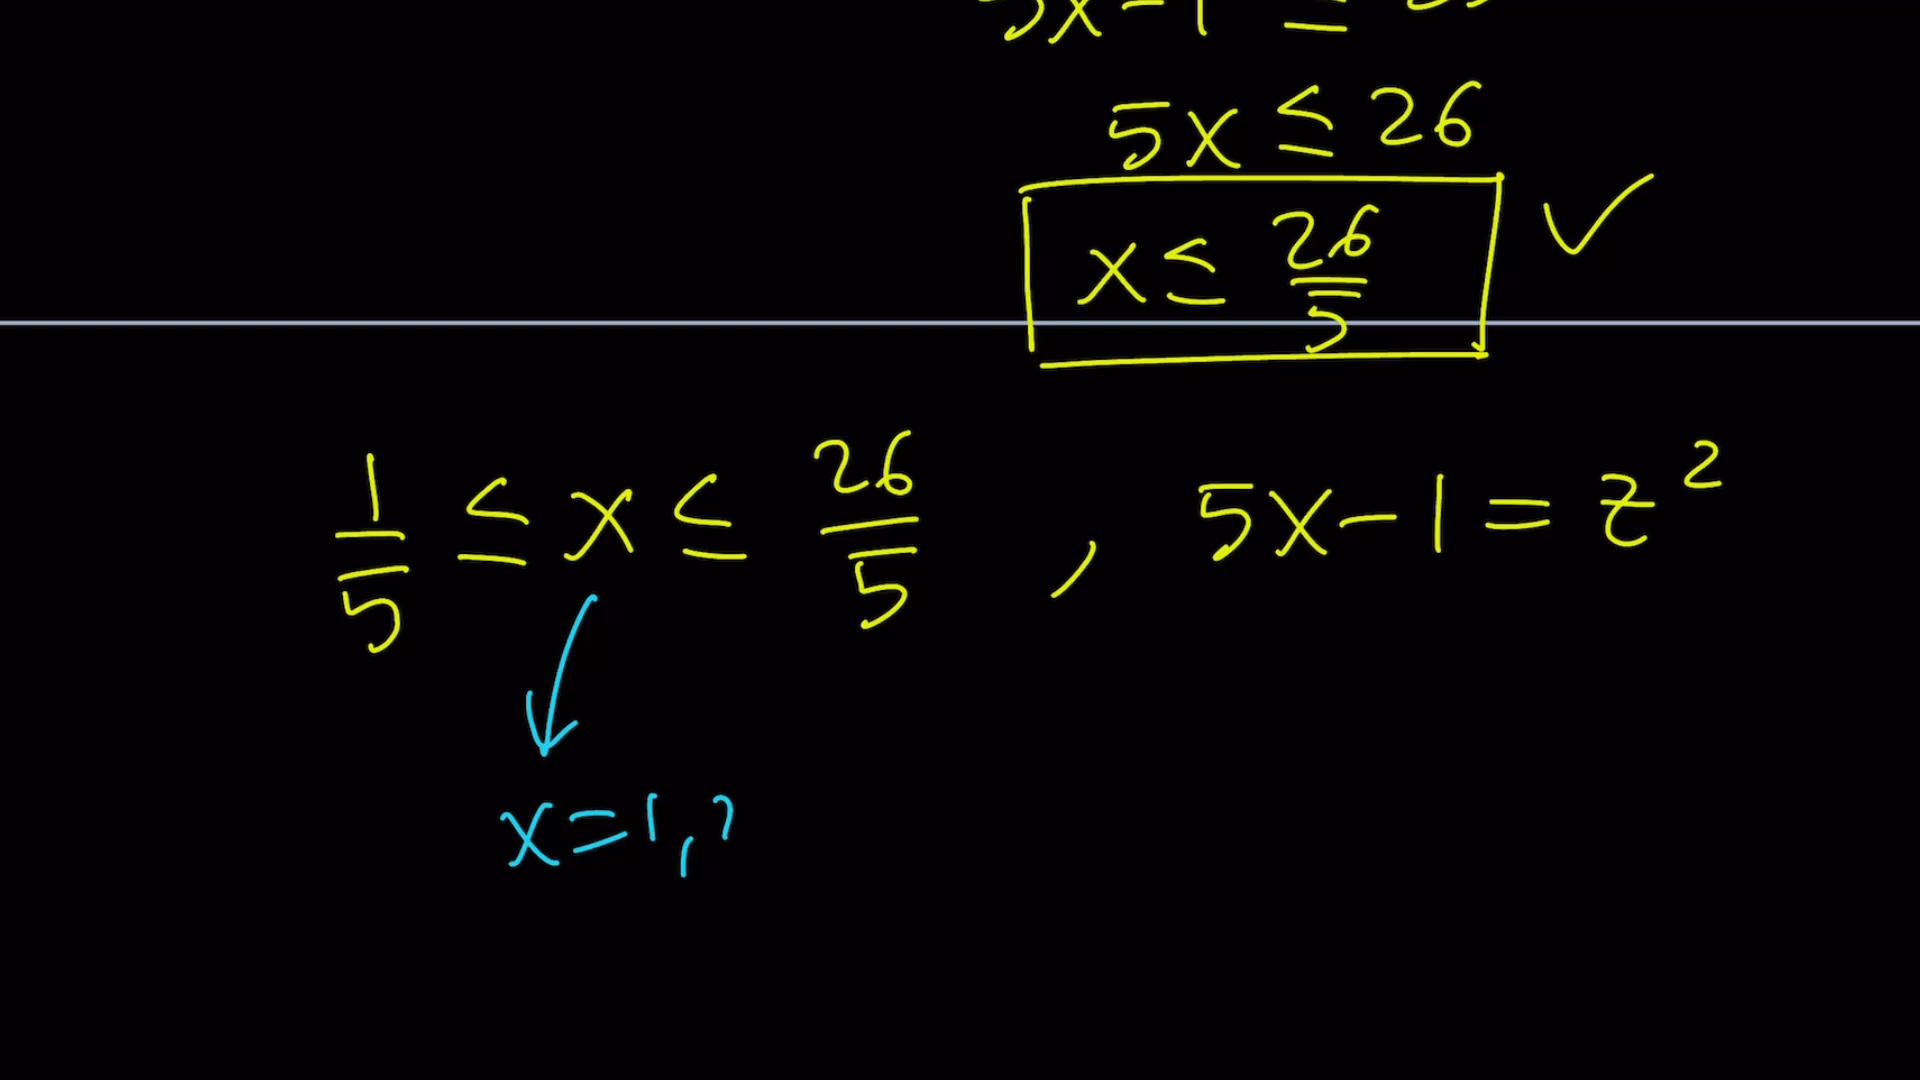 5x ≤ 26
x ≤ 26/5
1/5 ≤ x ≤ 26/5 , 5x - 1 = z²
x = 1,